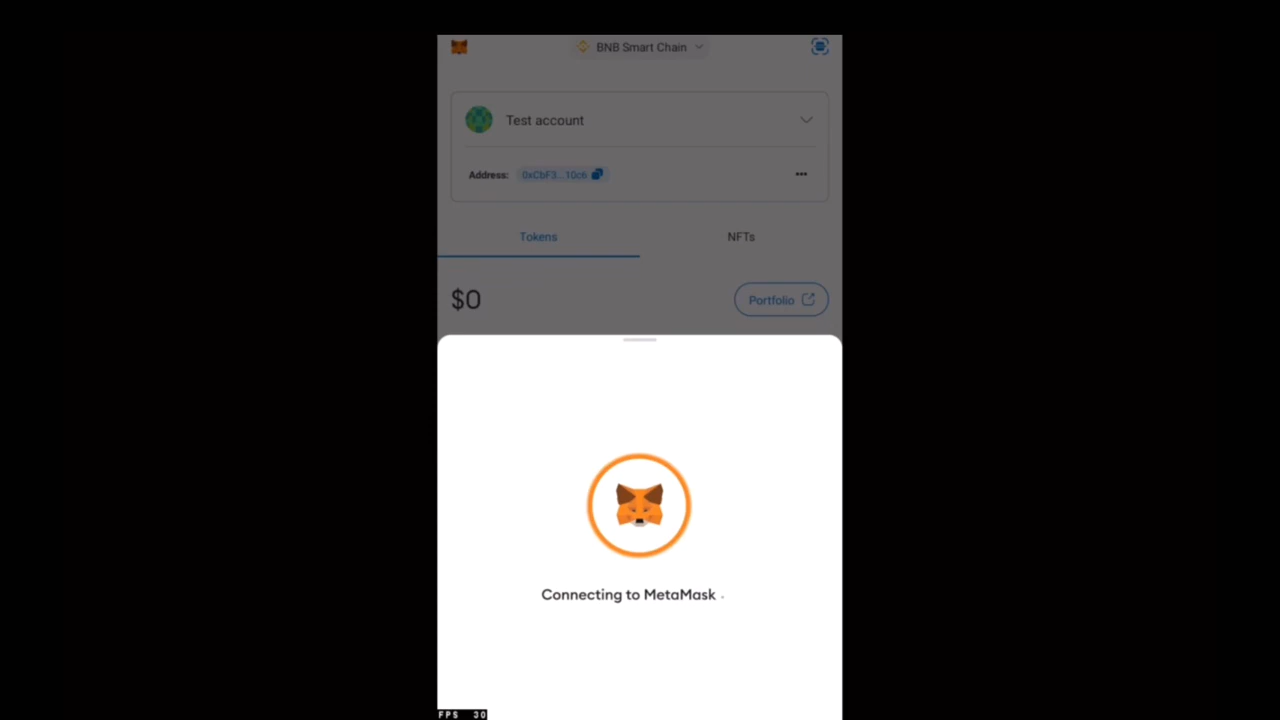 BNB Smart Chain
Test account
Address: 0xCbF3...10c6
Tokens NFTs
$0 Portfolio
Connecting to MetaMask .
FPS 30